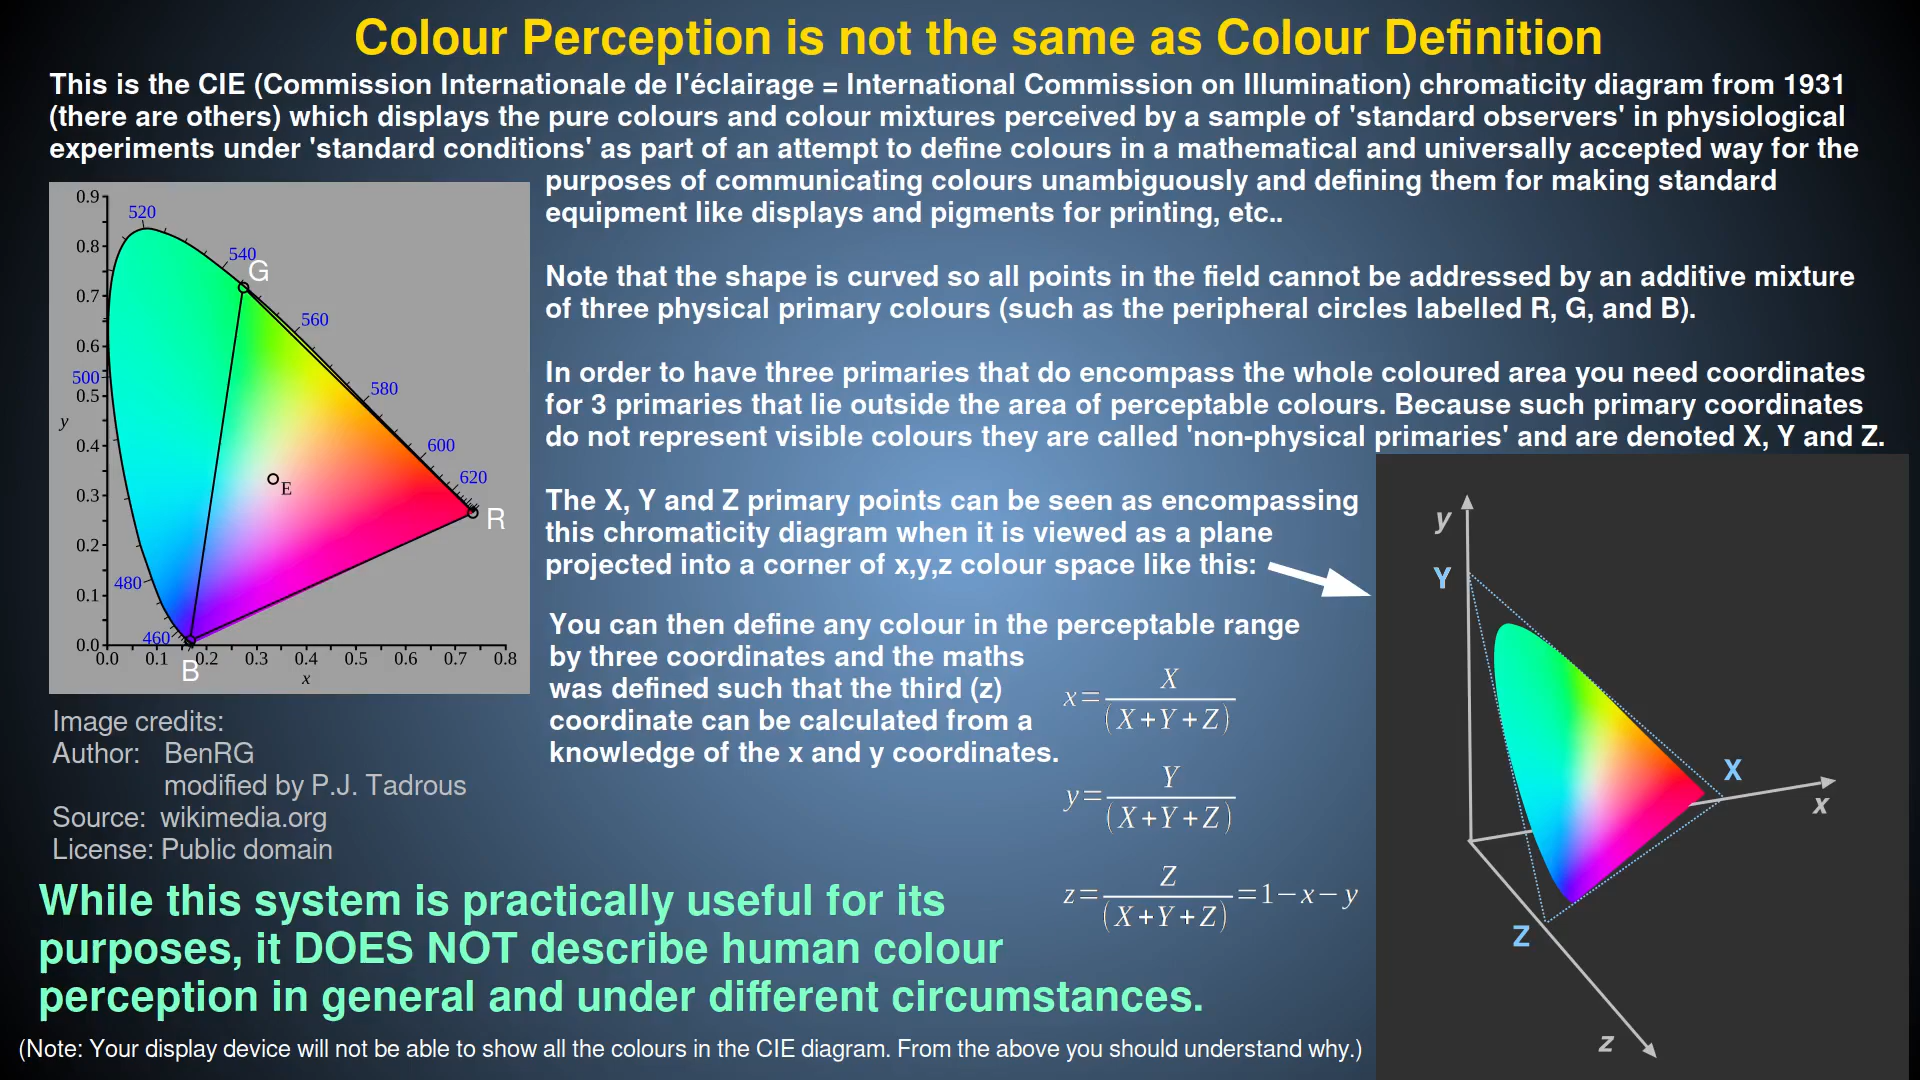 Colour Perception is not the same as Colour Definition
This is the CIE (Commission Internationale de l'éclairage = International Commission on Illumination) chromaticity diagram from 1931
(there are others) which displays the pure colours and colour mixtures perceived by a sample of 'standard observers' in physiological
experiments under 'standard conditions' as part of an attempt to define colours in a mathematical and universally accepted way for the
purposes of communicating colours unambiguously and defining them for making standard
equipment like displays and pigments for printing, etc..
Note that the shape is curved so all points in the field cannot be addressed by an additive mixture
of three physical primary colours (such as the peripheral circles labelled R, G, and B).
In order to have three primaries that do encompass the whole coloured area you need coordinates
for 3 primaries that lie outside the area of perceptable colours. Because such primary coordinates
do not represent visible colours they are called 'non-physical primaries' and are denoted X, Y and Z.
The X, Y and Z primary points can be seen as encompassing
this chromaticity diagram when it is viewed as a plane
projected into a corner of x,y,z colour space like this:
You can then define any colour in the perceptable range
by three coordinates and the maths
was defined such that the third (z)
coordinate can be calculated from a
knowledge of the x and y coordinates.
x = X / (X+Y+Z)
y = Y / (X+Y+Z)
z = Z / (X+Y+Z) = 1−x−y
0.9
520
0.8
540
G
0.7
560
0.6
500
580
0.5
y
0.4
600
620
E
0.3
R
0.2
480
0.1
460
0.0
0.0 0.1 0.2 0.3 0.4 0.5 0.6 0.7 0.8
B
x
y
Y
X
x
Z
z
Image credits:
Author: BenRG
modified by P.J. Tadrous
Source: wikimedia.org
License: Public domain
While this system is practically useful for its
purposes, it DOES NOT describe human colour
perception in general and under different circumstances.
(Note: Your display device will not be able to show all the colours in the CIE diagram. From the above you should understand why.)